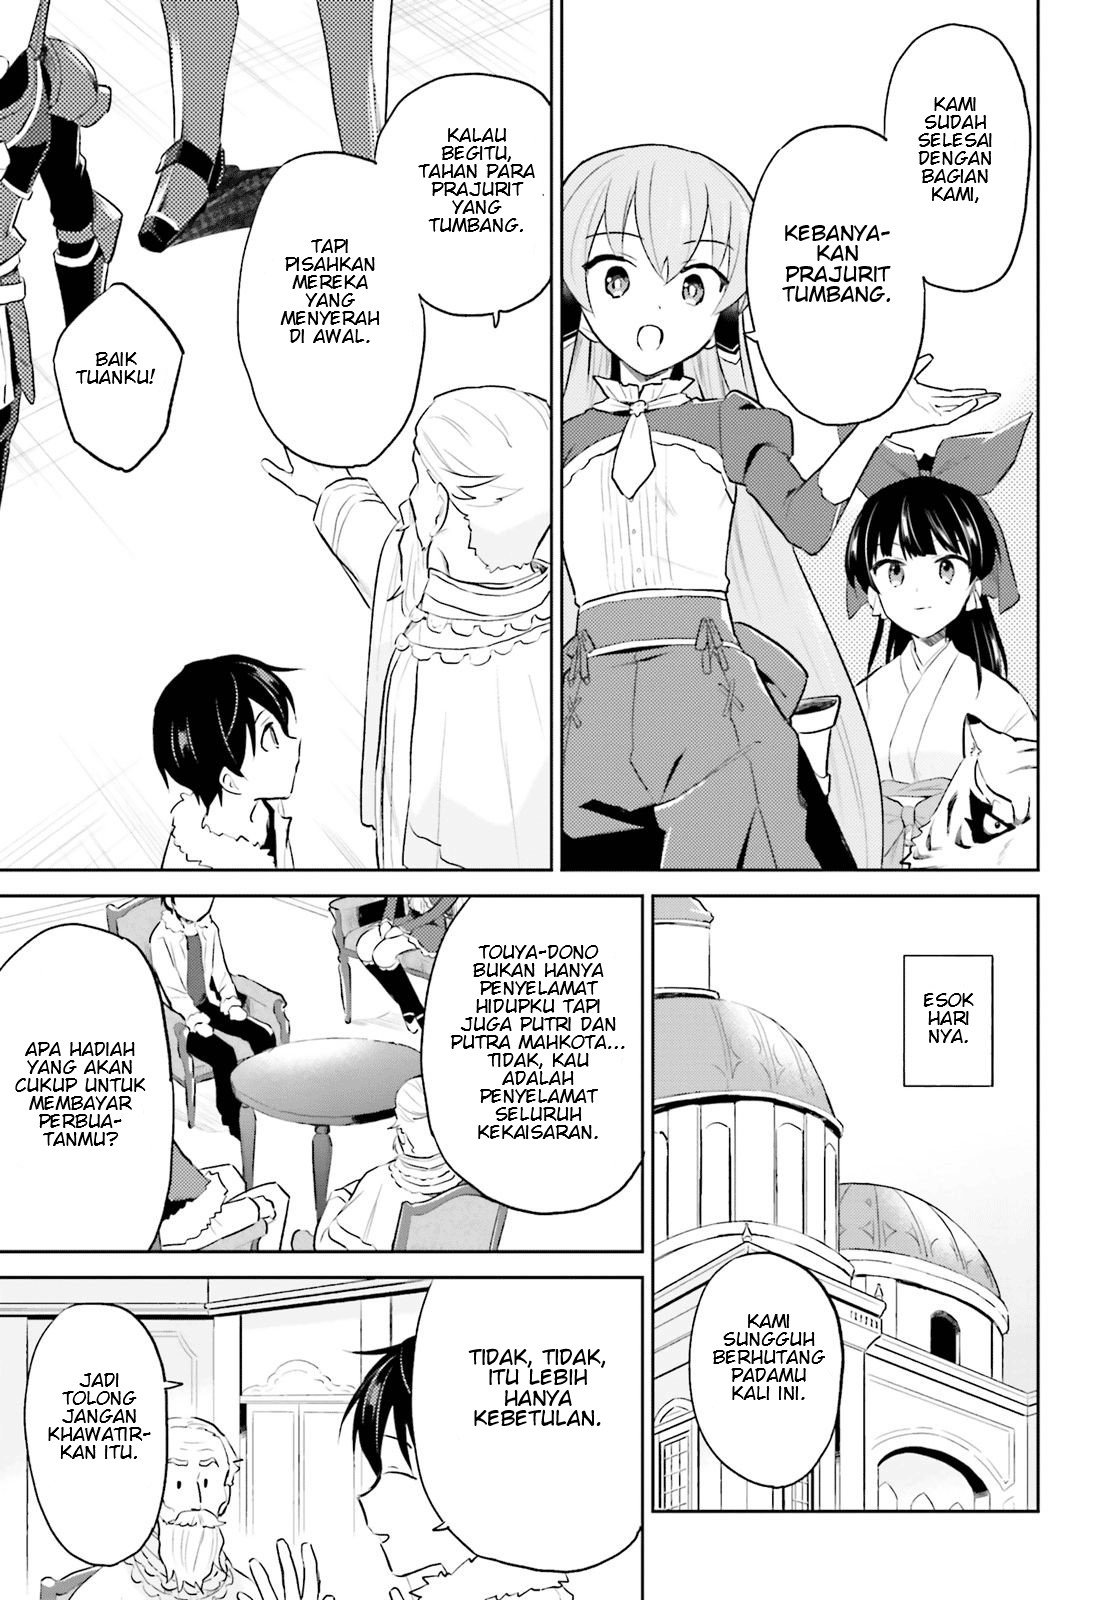 KAMI
SUDAH
SELESAI
DENGAN
BAGIAN
KAMI,
KEBANYA-
KAN
PRAJURIT
TUMBANG.
KALAU
BEGITU,
TAHAN PARA
PRAJURIT
YANG
TUMBANG.
TAPI
PISAHKAN
MEREKA
YANG
MENYERAH
DI AWAL.
BAIK
TUANKU!
ESOK
HARI
NYA.
KAMI
SUNGGUH
BERHUTANG
PADAMU
KALI INI.
TOUYA-DONO
BUKAN HANYA
PENYELAMAT
HIDUPKU TAPI
JUGA PUTRI DAN
PUTRA MAHKOTA...
TIDAK, KAU
ADALAH
PENYELAMAT
SELURUH
KEKAISARAN.
APA HADIAH
YANG AKAN
CUKUP UNTUK
MEMBAYAR
PERBUA-
TANMU?
TIDAK, TIDAK,
ITU LEBIH
HANYA
KEBETULAN.
JADI
TOLONG
JANGAN
KHAWATIR-
KAN ITU.